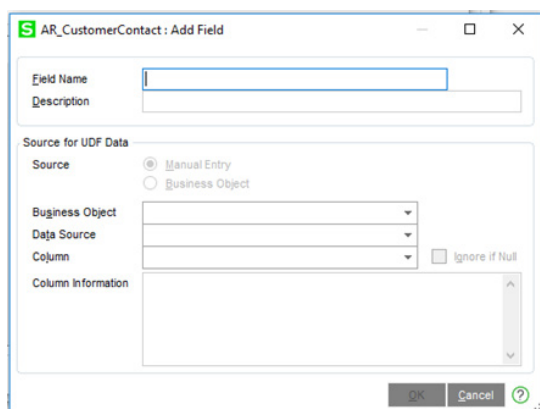 S AR_CustomerContact : Add Field
Field Name
Description
Source for UDF Data
Source
Manual Entry
Business Object
Business Object
Data Source
Column
Ignore if Null
Column Information
OK Cancel ?